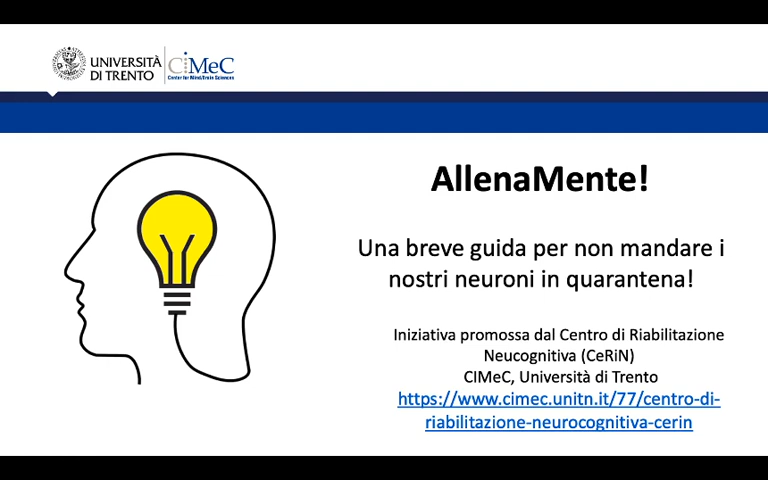 UNIVERSITÀ
DI TRENTO
CiMeC
Center for Mind/Brain Sciences
AllenaMente!
Una breve guida per non mandare i
nostri neuroni in quarantena!
Iniziativa promossa dal Centro di Riabilitazione
Neucognitiva (CeRiN)
CIMeC, Università di Trento
https://www.cimec.unitn.it/77/centro-di-
riabilitazione-neurocognitiva-cerin